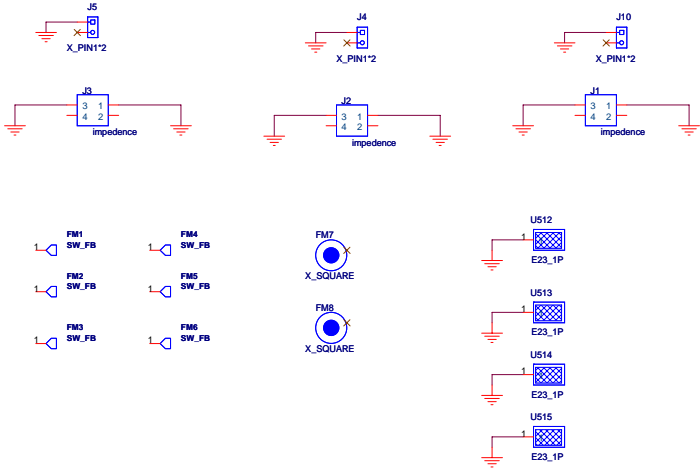 J5
X_PIN1*2
J4
X_PIN1*2
J10
X_PIN1*2
J3
3 1
4 2
impedence
J2
3 1
4 2
impedence
J1
3 1
4 2
impedence
FM1
1
SW_FB
FM4
1
SW_FB
FM2
1
SW_FB
FM5
1
SW_FB
FM3
1
SW_FB
FM6
1
SW_FB
FM7
X_SQUARE
FM8
X_SQUARE
U512
1
E23_1P
U513
1
E23_1P
U514
1
E23_1P
U515
1
E23_1P